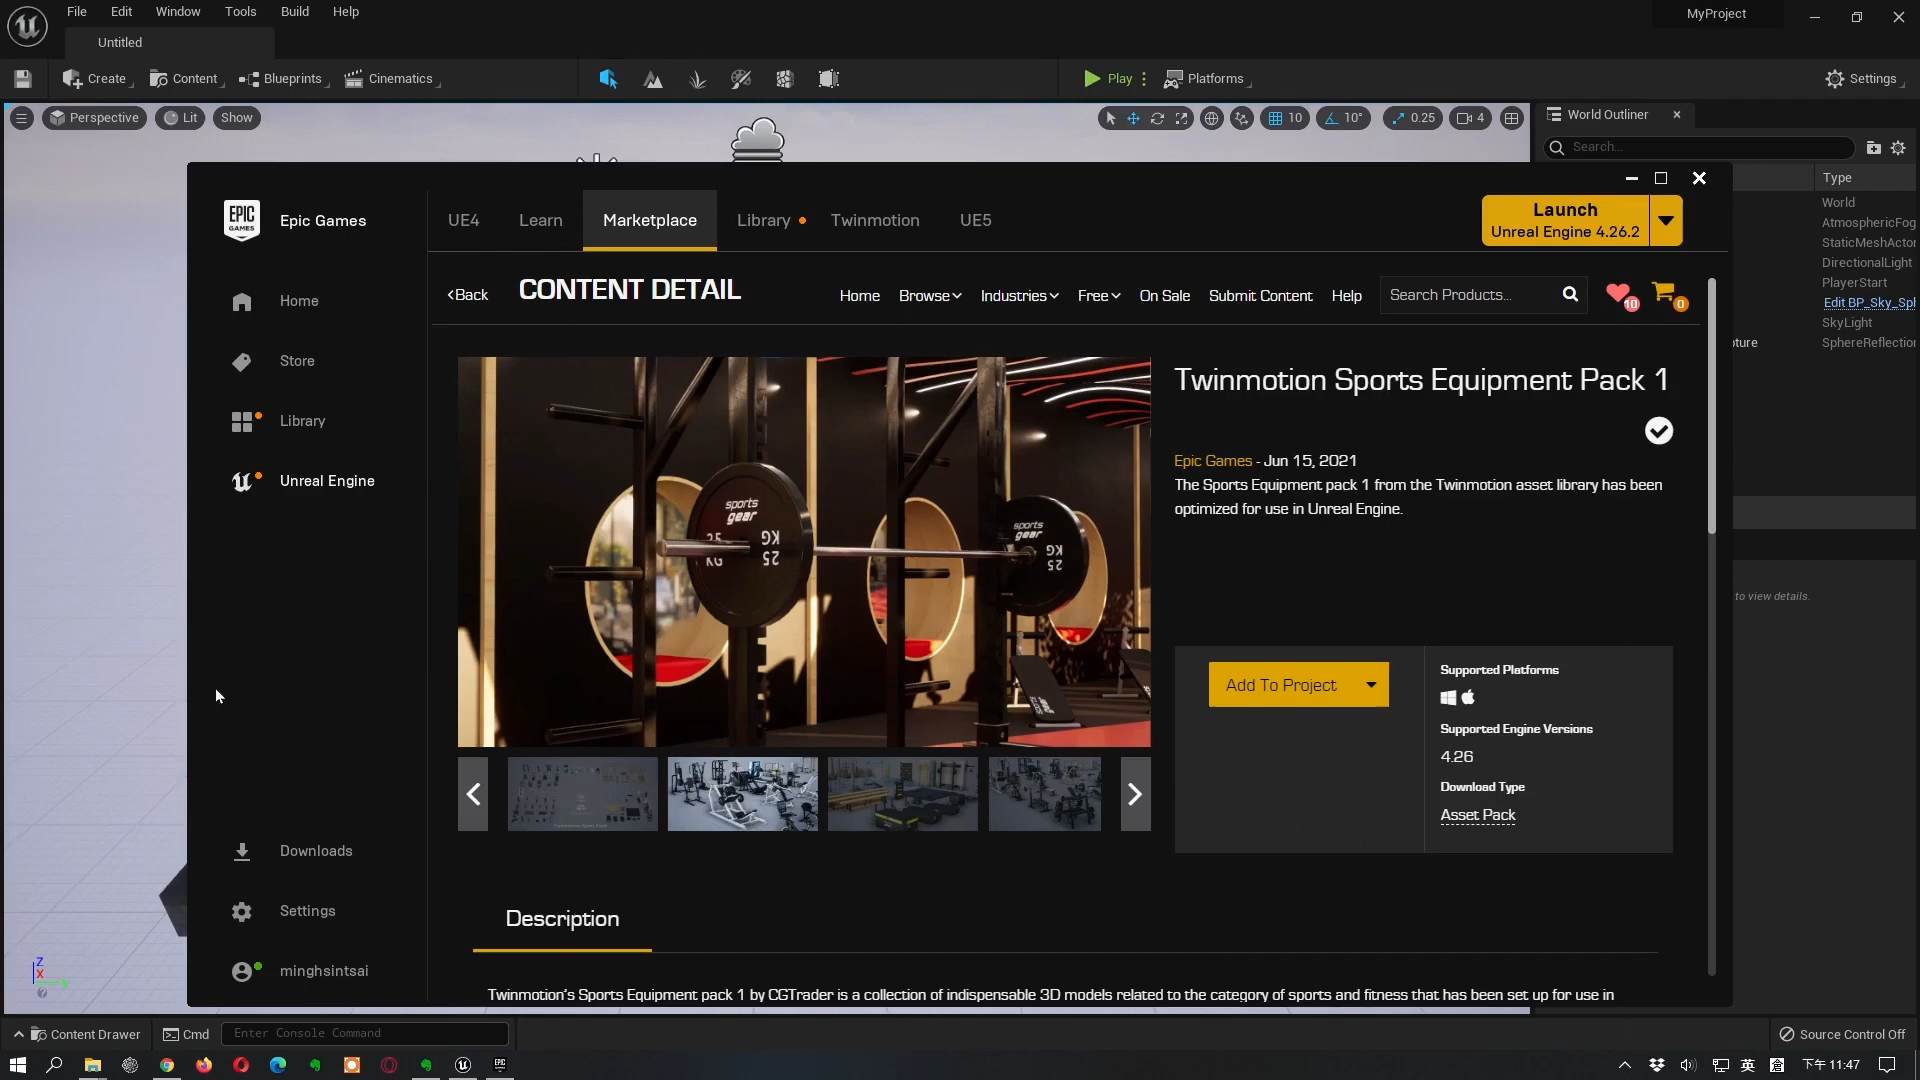 File Edit Window Tools Build Help
MyProject
Untitled
Create Content Blueprints Cinematics Play Platforms Settings
Perspective Lit Show 10 10° 0.25 4
World Outliner
Search...
Type
World
AtmosphericFog
StaticMeshActor
DirectionalLight
PlayerStart
Edit BP_Sky_Sph
SkyLight
SphereReflection
to view details.
EPIC GAMES
Epic Games
Home
Store
Library
Unreal Engine
Downloads
Settings
minghsintsai
UE4 Learn Marketplace Library Twinmotion UE5
Launch
Unreal Engine 4.26.2
Back
CONTENT DETAIL
Home Browse Industries Free On Sale Submit Content Help Search Products... 10 0
sports gear
KG
25
sports gear
KG
25
Twinmotion Sports Equipment Pack 1
Epic Games - Jun 15, 2021
The Sports Equipment pack 1 from the Twinmotion asset library has been
optimized for use in Unreal Engine.
Add To Project
Supported Platforms
Supported Engine Versions
4.26
Download Type
Asset Pack
Description
Twinmotion's Sports Equipment pack 1 by CGTrader is a collection of indispensable 3D models related to the category of sports and fitness that has been set up for use in
Z
X
Content Drawer Cmd Enter Console Command Source Control Off
英 下午 11:47